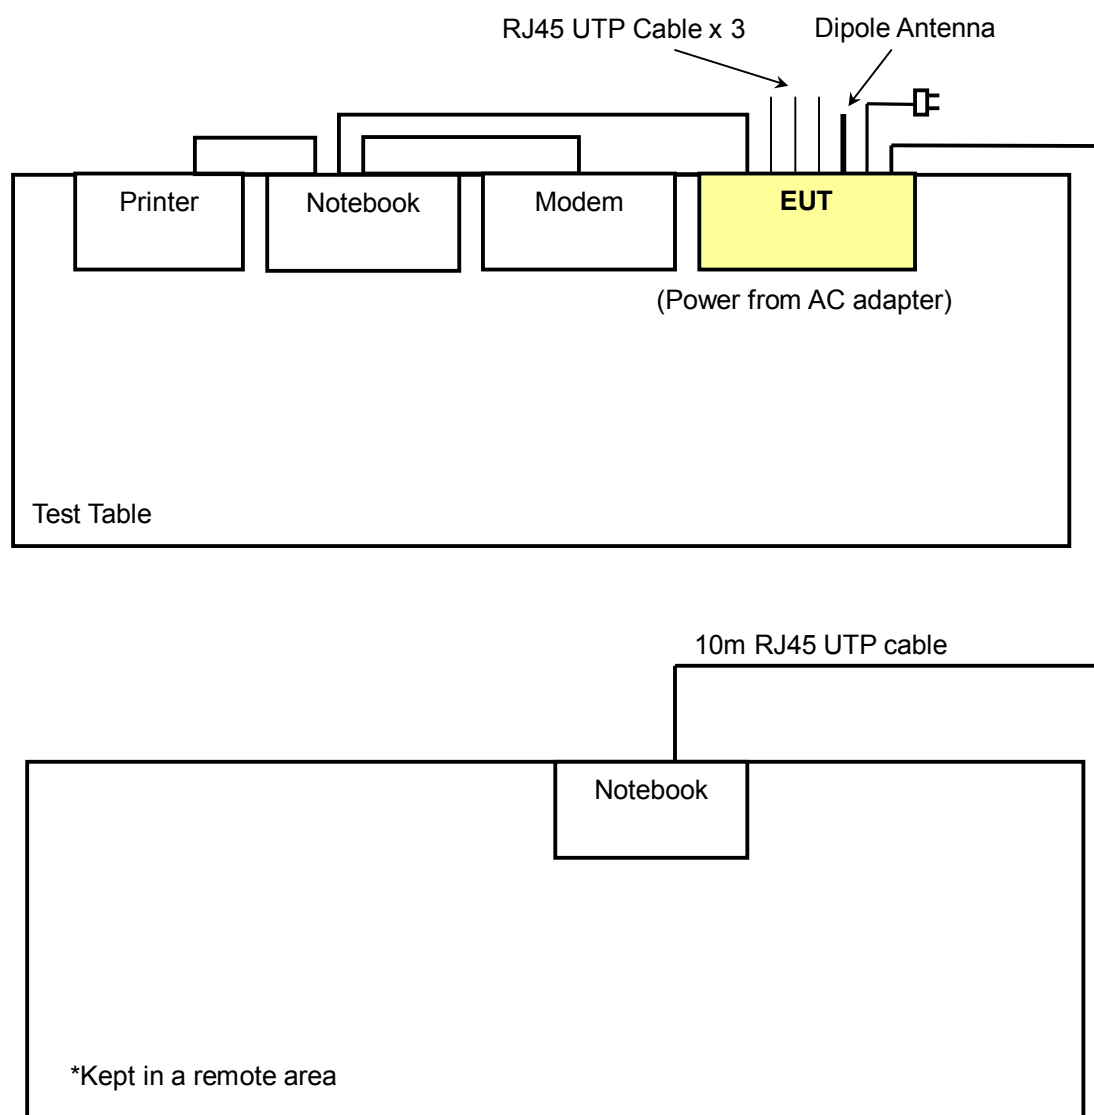 RJ45 UTP Cable x 3
Dipole Antenna
Printer
Notebook
Modem
EUT
(Power from AC adapter)
Test Table
10m RJ45 UTP cable
Notebook
*Kept in a remote area